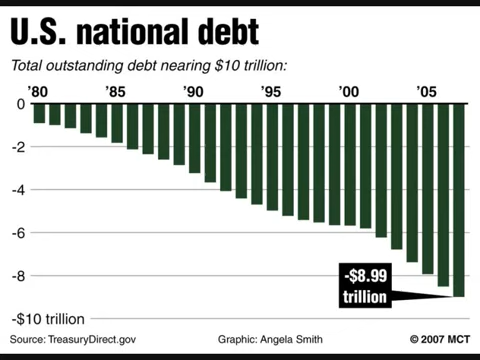 U.S. national debt
Total outstanding debt nearing $10 trillion:
'80 '85 '90 '95 '00 '05
0
-2
-4
-6
-8
-$8.99
trillion
-$10 trillion
Source: TreasuryDirect.gov Graphic: Angela Smith © 2007 MCT